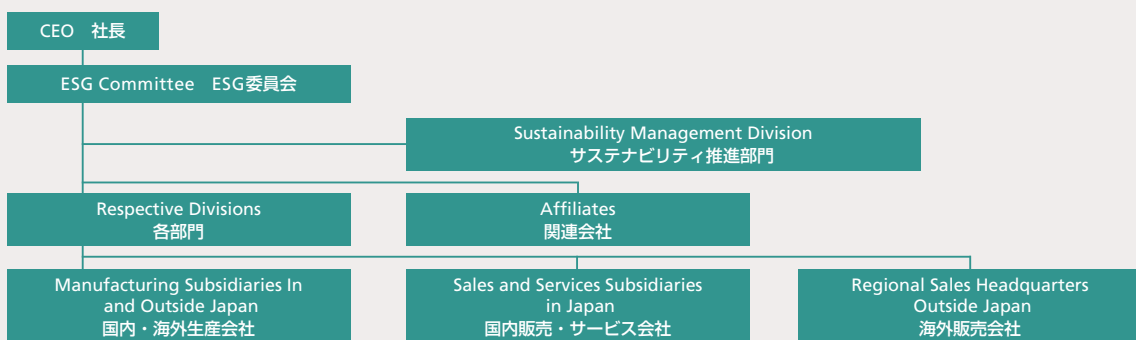 CEO　社長
ESG Committee　ESG委員会
Sustainability Management Division
サステナビリティ推進部門
Respective Divisions
各部門
Affiliates
関連会社
Manufacturing Subsidiaries In
and Outside Japan
国内・海外生産会社
Sales and Services Subsidiaries
in Japan
国内販売・サービス会社
Regional Sales Headquarters
Outside Japan
海外販売会社